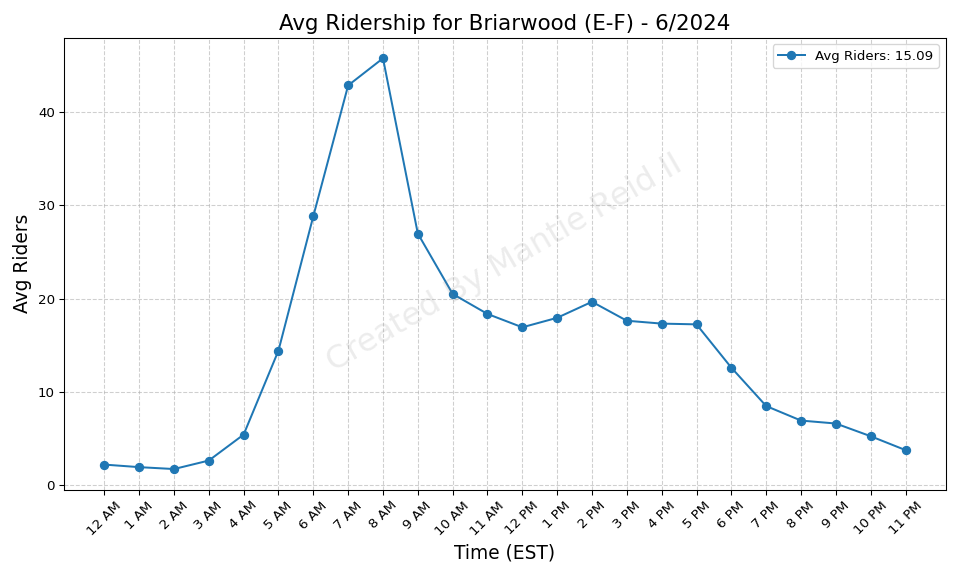 Avg Ridership for Briarwood (E-F) - 6/2024
Avg Riders: 15.09
Avg Riders
40
30
20
10
0
Created By Mantie Reid II
12 AM
1 AM
2 AM
3 AM
4 AM
5 AM
6 AM
7 AM
8 AM
9 AM
10 AM
11 AM
12 PM
1 PM
2 PM
3 PM
4 PM
5 PM
6 PM
7 PM
8 PM
9 PM
10 PM
11 PM
Time (EST)